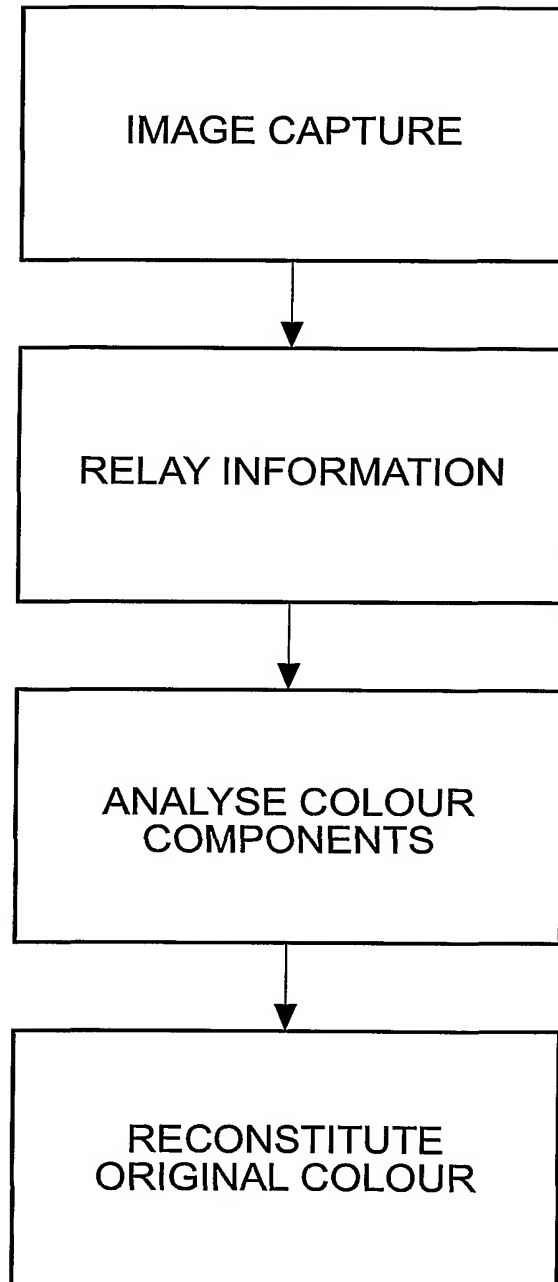 IMAGE CAPTURE
RELAY INFORMATION
ANALYSE COLOUR
COMPONENTS
RECONSTITUTE
ORIGINAL COLOUR